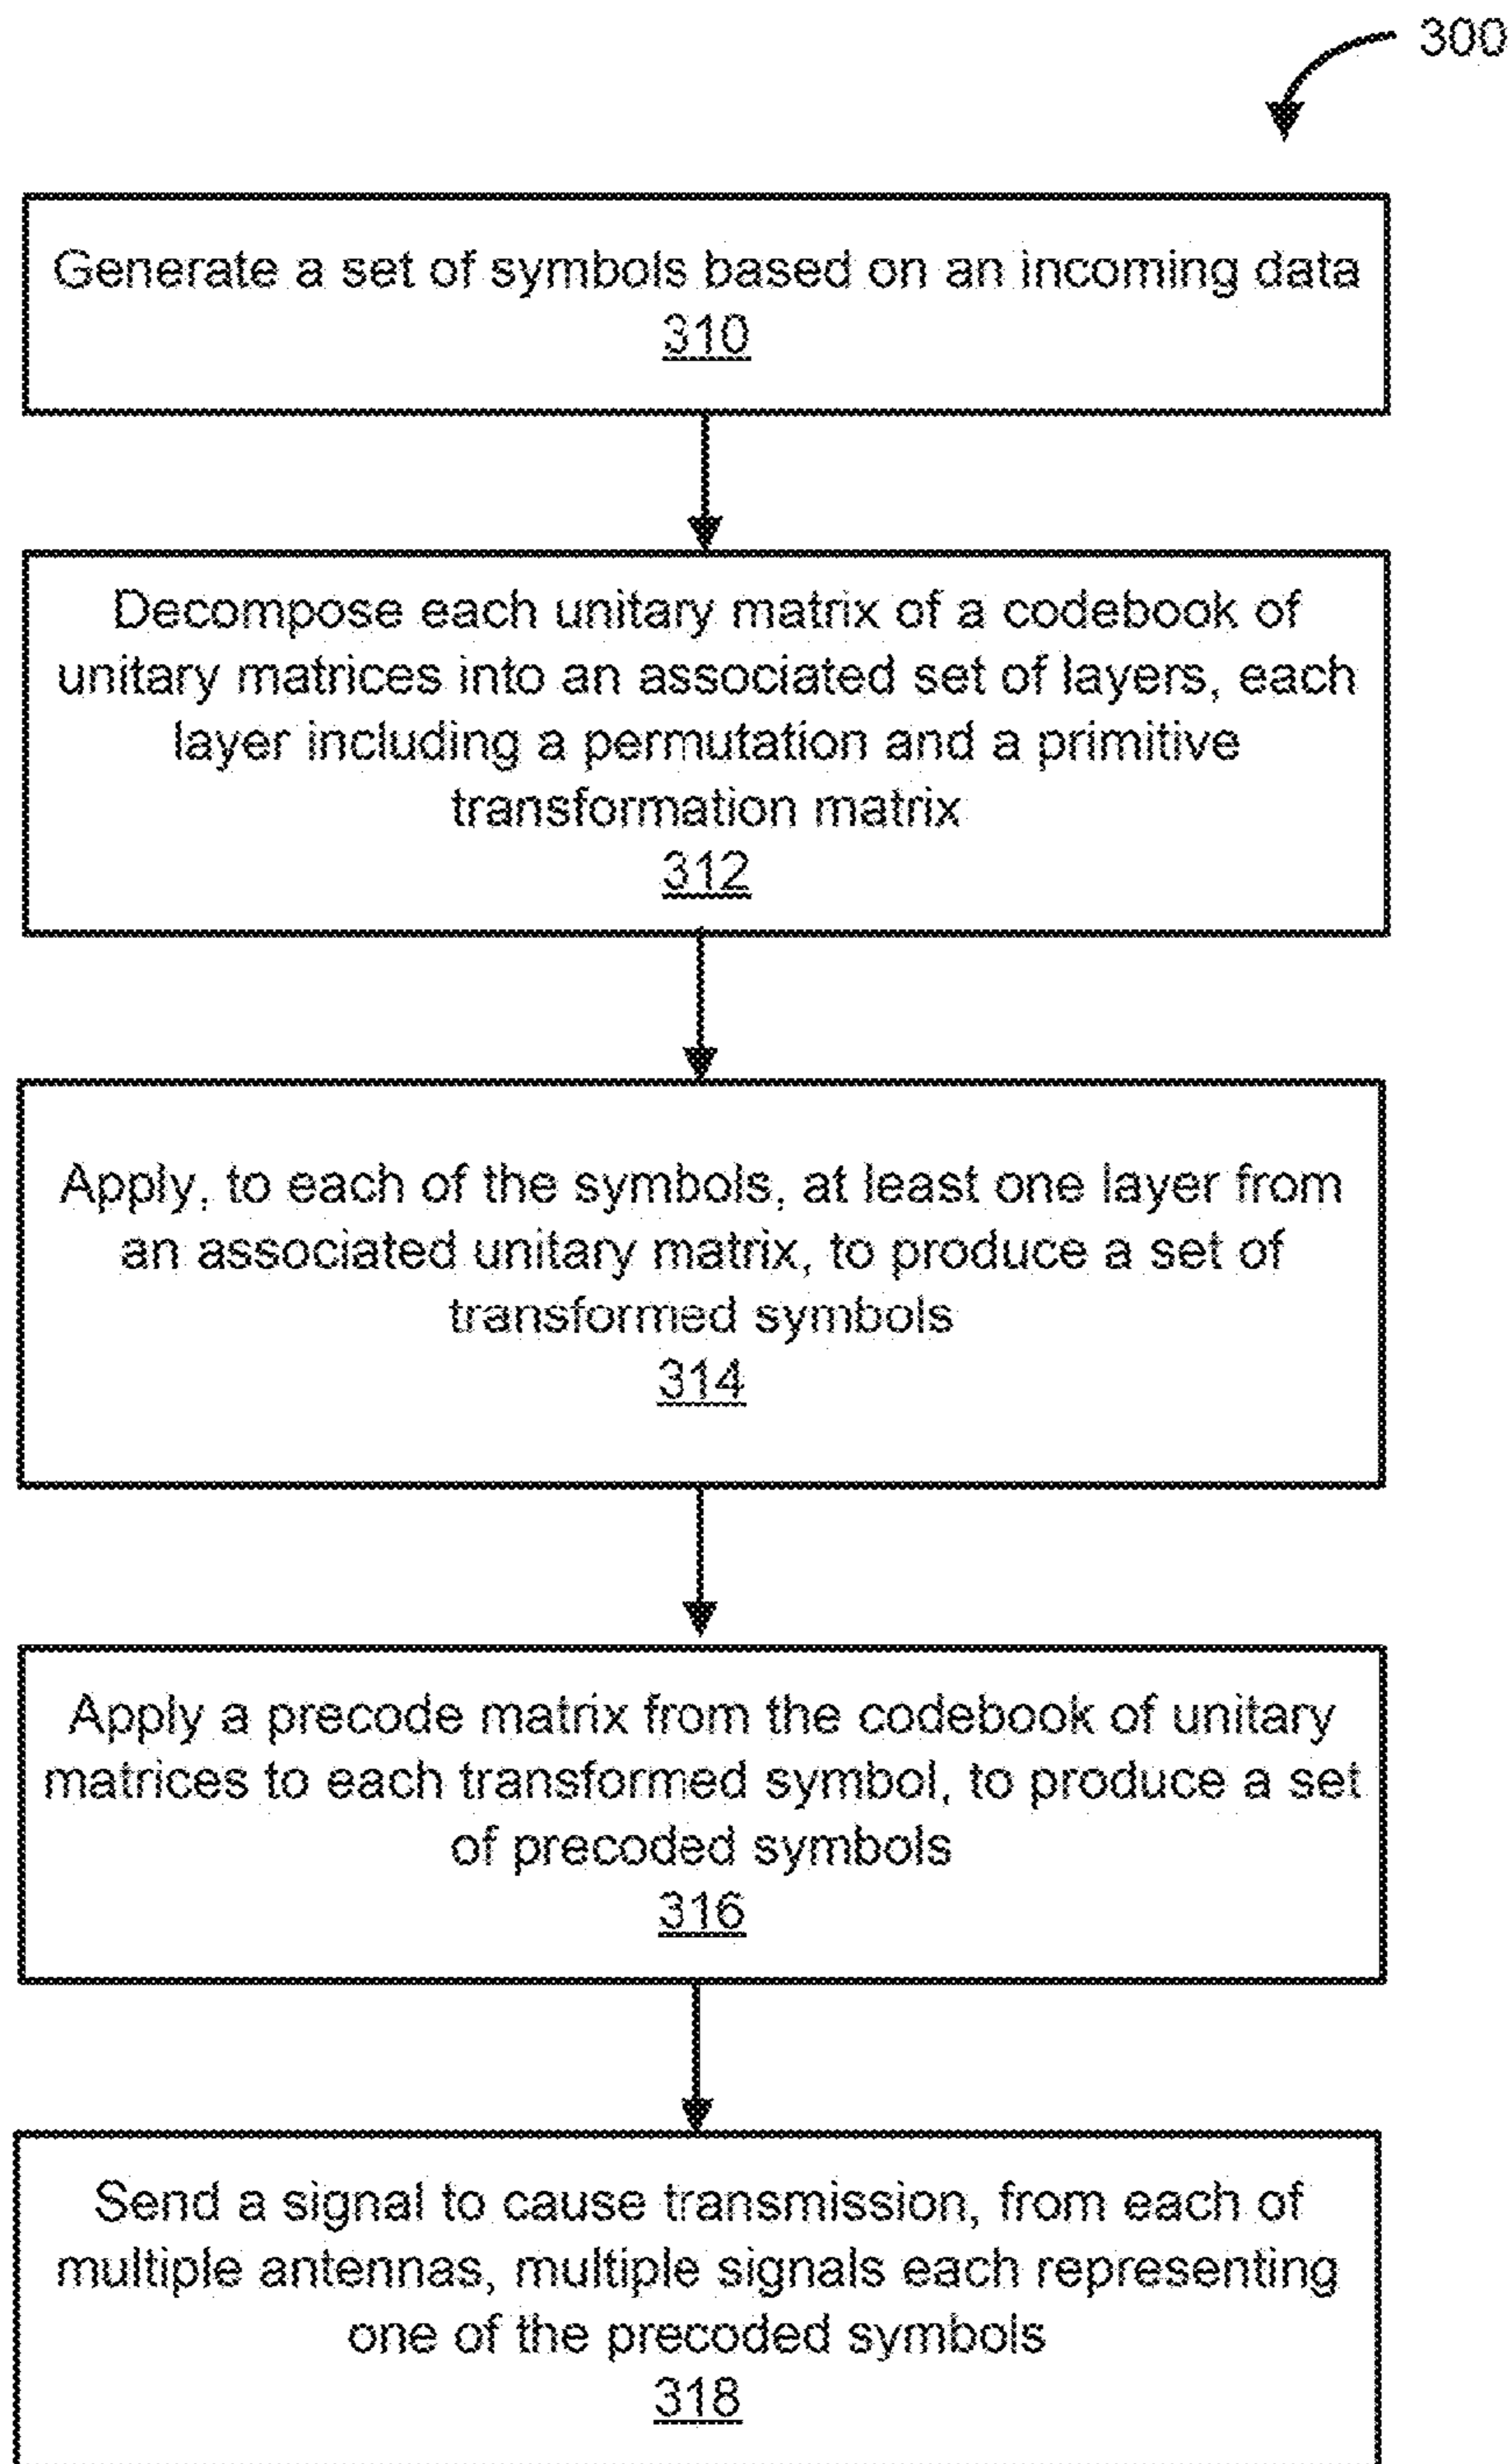 300
Generate a set of symbols based on an incoming data
310
Decompose each unitary matrix of a codebook of
unitary matrices into an associated set of layers, each
layer including a permutation and a primitive
transformation matrix
312
Apply, to each of the symbols, at least one layer from
an associated unitary matrix, to produce a set of
transformed symbols
314
Apply a precode matrix from the codebook of unitary
matrices to each transformed symbol, to produce a set
of precoded symbols
316
Send a signal to cause transmission, from each of
multiple antennas, multiple signals each representing
one of the precoded symbols
318